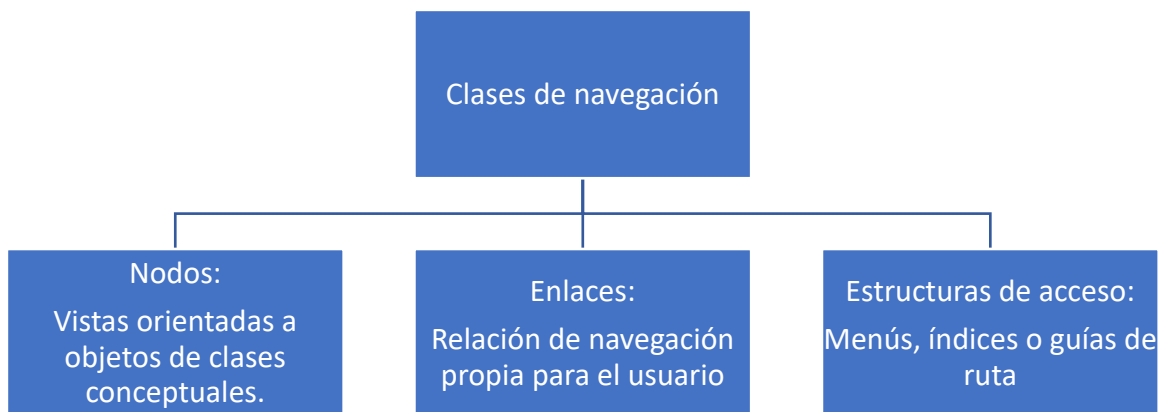 Clases de navegación
Nodos:
Vistas orientadas a
objetos de clases
conceptuales.
Enlaces:
Relación de navegación
propia para el usuario
Estructuras de acceso:
Menús, índices o guías de
ruta